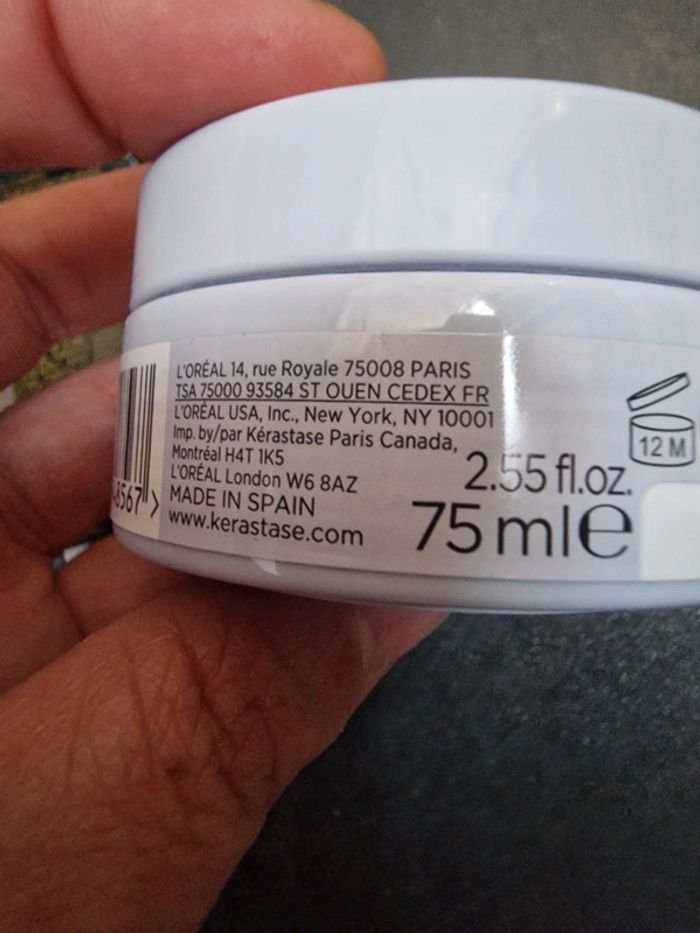 L'ORÉAL 14, rue Royale 75008 PARIS
TSA 75000 93584 ST OUEN CEDEX FR
L'ORÉAL USA, Inc., New York, NY 10001
Imp. by/par Kérastase Paris Canada,
Montréal H4T 1K5
L'ORÉAL London W6 8AZ
MADE IN SPAIN
www.kerastase.com
2.55 fl.oz.
75 ml e
12 M
8567 >